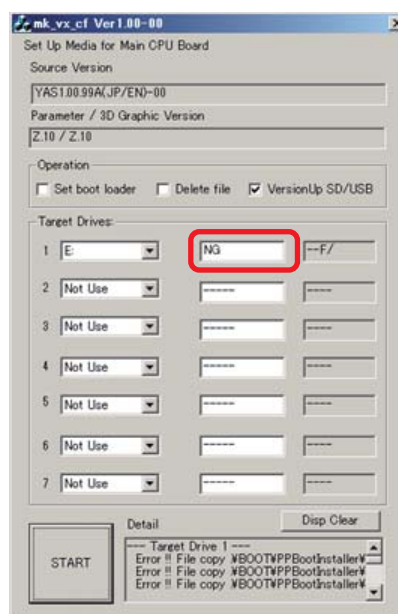 mk_vx_cf Ver1.00-00
Set Up Media for Main CPU Board
Source Version
YAS1.00.99A(JP/EN)-00
Parameter / 3D Graphic Version
Z.10 / Z.10
Operation
Set boot loader Delete file VersionUp SD/USB
Target Drives:
1 E: NG --F/
2 Not Use ----- ----
3 Not Use ----- ----
4 Not Use ----- ----
5 Not Use ----- ----
6 Not Use ----- ----
7 Not Use ----- ----
Detail Disp Clear
START
--- Target Drive 1 ---
Error !! File copy ¥BOOT¥PPBootInstaller¥
Error !! File copy ¥BOOT¥PPBootInstaller¥
Error !! File copy ¥BOOT¥PPBootInstaller¥